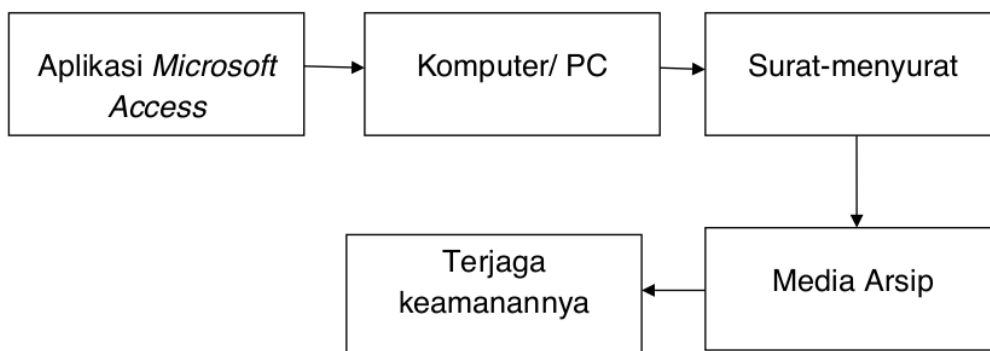 Aplikasi Microsoft
Access
Komputer/ PC
Surat-menyurat
Media Arsip
Terjaga
keamanannya